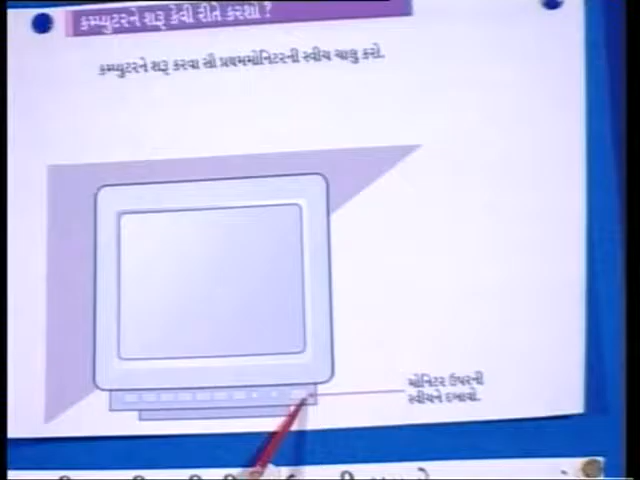 કમ્પ્યુટરને શરૂ કેવી રીતે કરશો ?
કમ્પ્યુટરને શરૂ કરવા સૌ પ્રથમમોનિટરની સ્વીચ ચાલુ કરો.
મોનિટર ઉપરની
સ્વીચને દબાવો.